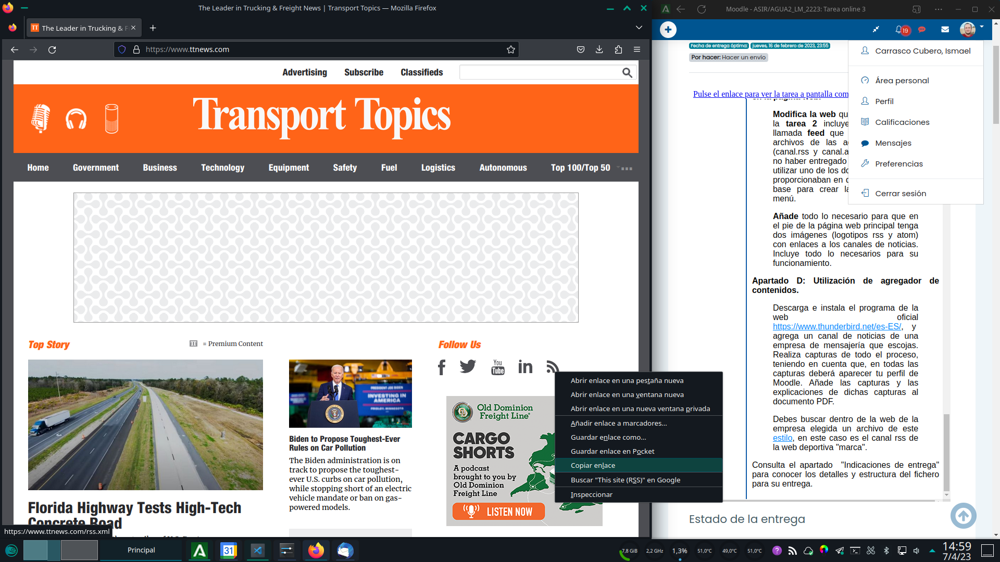 The Leader in Trucking & Freight News | Transport Topics — Mozilla Firefox
TT The Leader in Trucking & F
https://www.ttnews.com
Advertising Subscribe Classifieds
Transport Topics
Home Government Business Technology Equipment Safety Fuel Logistics Autonomous Top 100/Top 50
Top Story
TT = Premium Content
Follow Us
You
Tube
in
PRESIDENT JOE BIDEN
INVESTING IN
AMERICA
Florida Highway Tests High-Tech
Concrete Road
Biden to Propose Toughest-Ever
Rules on Car Pollution
The Biden administration is on
track to propose the toughest-
ever U.S. curbs on car pollution,
while stopping short of an electric
vehicle mandate or ban on gas-
powered models.
Old Dominion
Freight Line
CARGO
SHORTS
A podcast
brought to you by
Old Dominion
Freight Line
LISTEN NOW
Abrir enlace en una pestaña nueva
Abrir enlace en una ventana nueva
Abrir enlace en una nueva ventana privada
Añadir enlace a marcadores...
Guardar enlace como...
Guardar enlace en Pocket
Copiar enlace
Buscar "This site (RSS)" en Google
Inspeccionar
https://www.ttnews.com/rss.xml
Moodle - ASIR/AGUA2_LM_2223: Tarea online 3
19
Fecha de entrega óptima: jueves, 16 de febrero de 2023, 23:55
Por hacer: Hacer un envío
Pulse el enlace para ver la tarea a pantalla com
Modifica la web qu
la tarea 2 incluye
llamada feed que
archivos de las a
(canal.rss y canal.a
no haber entregado
utilizar uno de los do
proporcionaban en
base para crear la
menú.
Añade todo lo necesario para que en
el pie de la página web principal tenga
dos imágenes (logotipos rss y atom)
con enlaces a los canales de noticias.
Incluye todo lo necesarios para su
funcionamiento.
Apartado D: Utilización de agregador de
contenidos.
Descarga e instala el programa de la
web oficial
https://www.thunderbird.net/es-ES/, y
agrega un canal de noticias de una
empresa de mensajería que escojas.
Realiza capturas de todo el proceso,
teniendo en cuenta que, en todas las
capturas deberá aparecer tu perfil de
Moodle. Añade las capturas y las
explicaciones de dichas capturas al
documento PDF.
Debes buscar dentro de la web de la
empresa elegida un archivo de este
estilo, en este caso es el canal rss de
la web deportiva "marca".
Consulta el apartado "Indicaciones de entrega"
para conocer los detalles y estructura del fichero
para su entrega.
Estado de la entrega
Carrasco Cubero, Ismael
Área personal
Perfil
Calificaciones
Mensajes
Preferencias
Cerrar sesión
Principal
31
7,8 GiB 2,2 GHz 1,3% 51,0°C 49,0°C 51,0°C
14:59
7/4/23